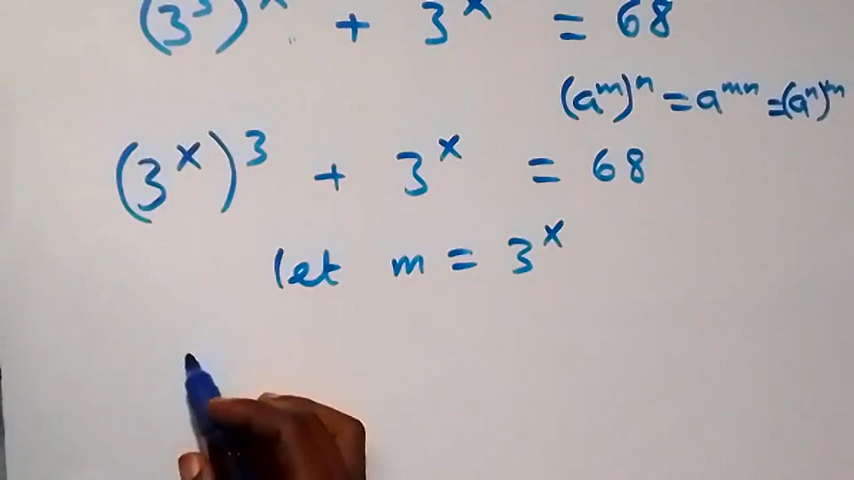 (3³)ˣ + 3ˣ = 68
(aᵐ)ⁿ = aᵐⁿ = (aⁿ)ᵐ
(3ˣ)³ + 3ˣ = 68
let m = 3ˣ